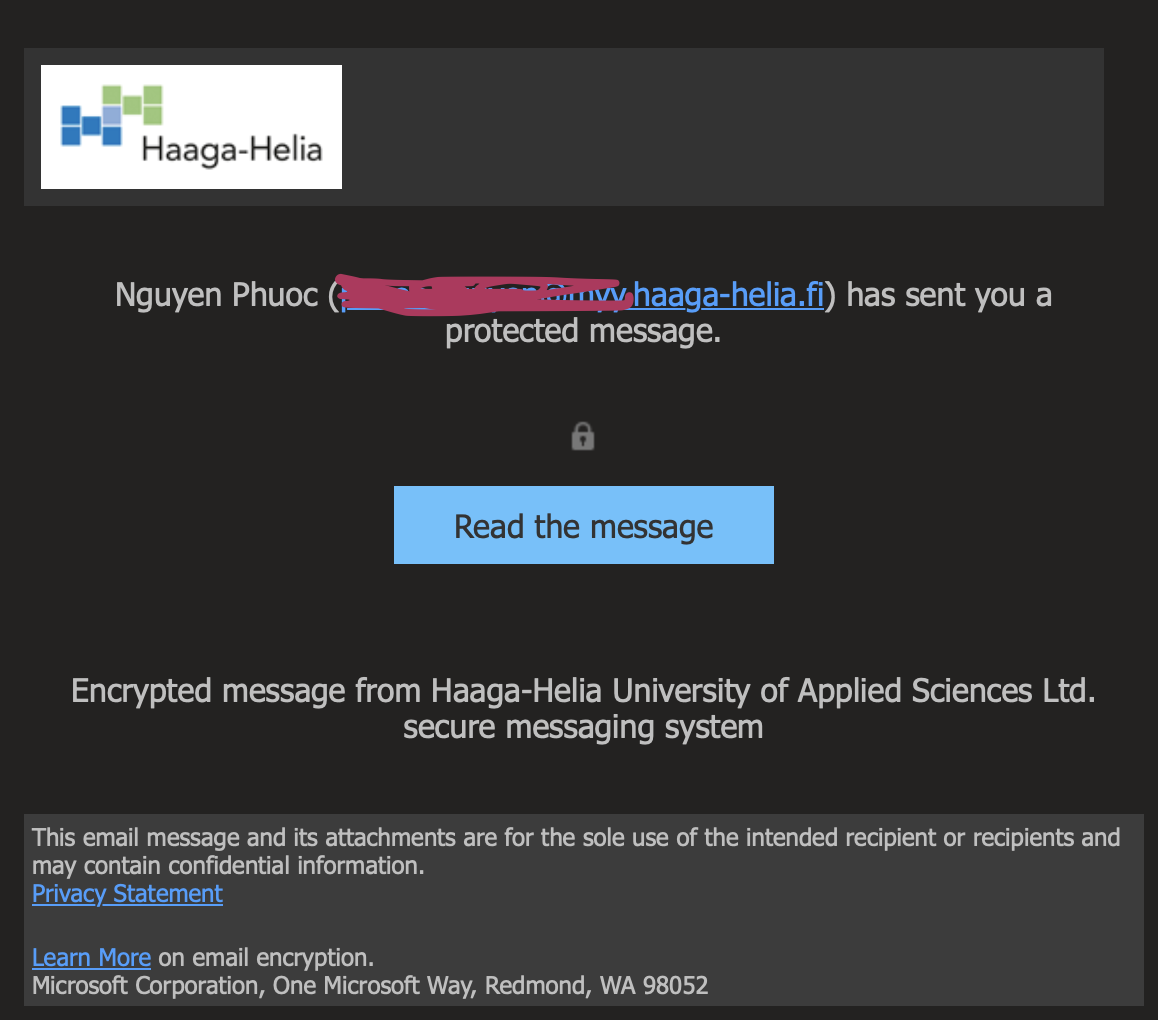 Haaga-Helia
Nguyen Phuoc (haaga-helia.fi) has sent you a
protected message.
Read the message
Encrypted message from Haaga-Helia University of Applied Sciences Ltd.
secure messaging system
This email message and its attachments are for the sole use of the intended recipient or recipients and
may contain confidential information.
Privacy Statement
Learn More on email encryption.
Microsoft Corporation, One Microsoft Way, Redmond, WA 98052